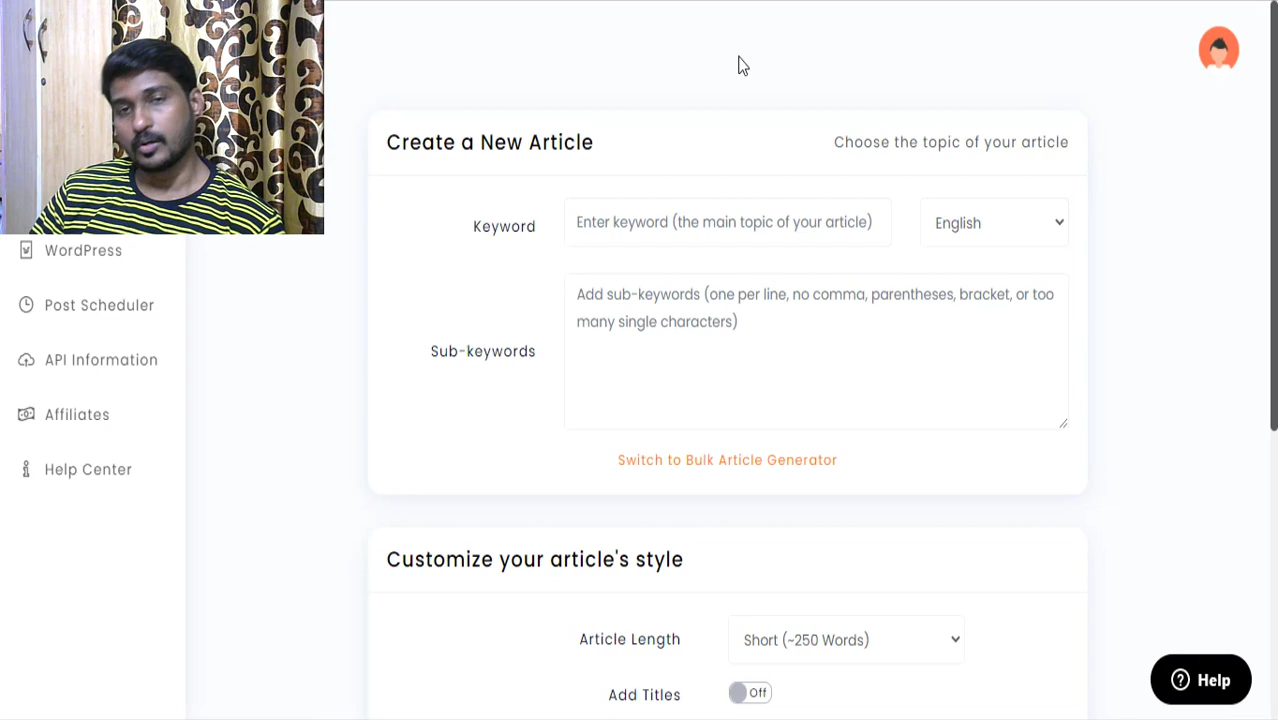 Create a New Article
Choose the topic of your article
Keyword
Enter keyword (the main topic of your article)
English
Sub-keywords
Add sub-keywords (one per line, no comma, parentheses, bracket, or too
many single characters)
Switch to Bulk Article Generator
WordPress
Post Scheduler
API Information
Affiliates
Help Center
Customize your article's style
Article Length
Short (~250 Words)
Add Titles
Off
Help